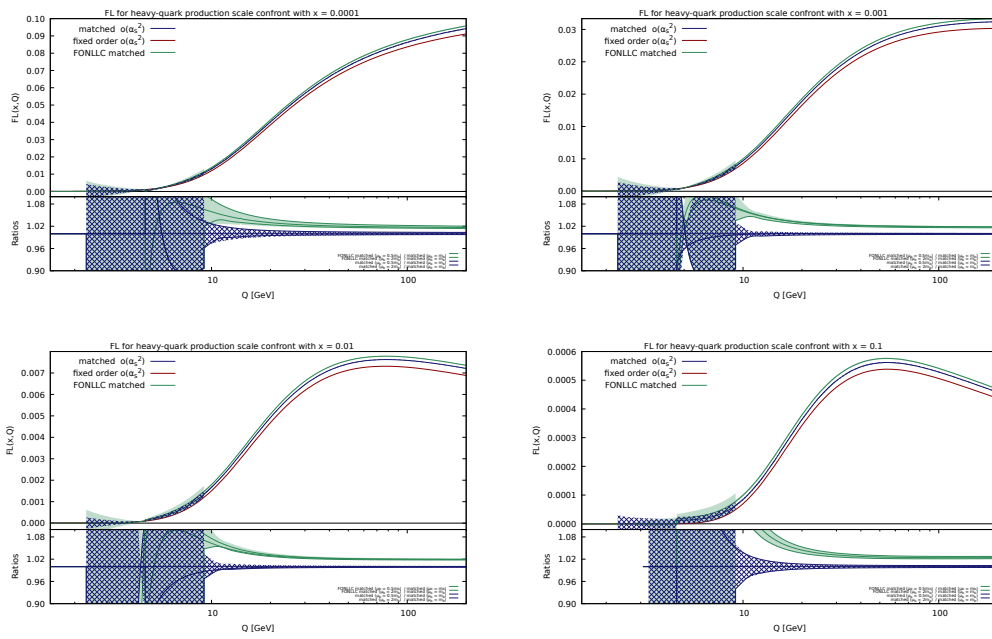 FL for heavy-quark production scale confront with x = 0.0001
matched o(αs²)
fixed order o(αs²)
FONLLC matched
FL(x,Q)
0.10
0.09
0.08
0.07
0.06
0.05
0.04
0.03
0.02
0.01
0.00
Ratios
1.08
1.02
0.96
0.90
10
100
Q [GeV]
FL for heavy-quark production scale confront with x = 0.001
matched o(αs²)
fixed order o(αs²)
FONLLC matched
FL(x,Q)
0.03
0.02
0.02
0.01
0.01
0.00
Ratios
1.08
1.02
0.96
0.90
10
100
Q [GeV]
FL for heavy-quark production scale confront with x = 0.01
matched o(αs²)
fixed order o(αs²)
FONLLC matched
FL(x,Q)
0.007
0.006
0.005
0.004
0.003
0.002
0.001
0.000
Ratios
1.08
1.02
0.96
0.90
10
100
Q [GeV]
FL for heavy-quark production scale confront with x = 0.1
matched o(αs²)
fixed order o(αs²)
FONLLC matched
FL(x,Q)
0.0006
0.0005
0.0004
0.0003
0.0002
0.0001
0.0000
Ratios
1.08
1.02
0.96
0.90
10
100
Q [GeV]